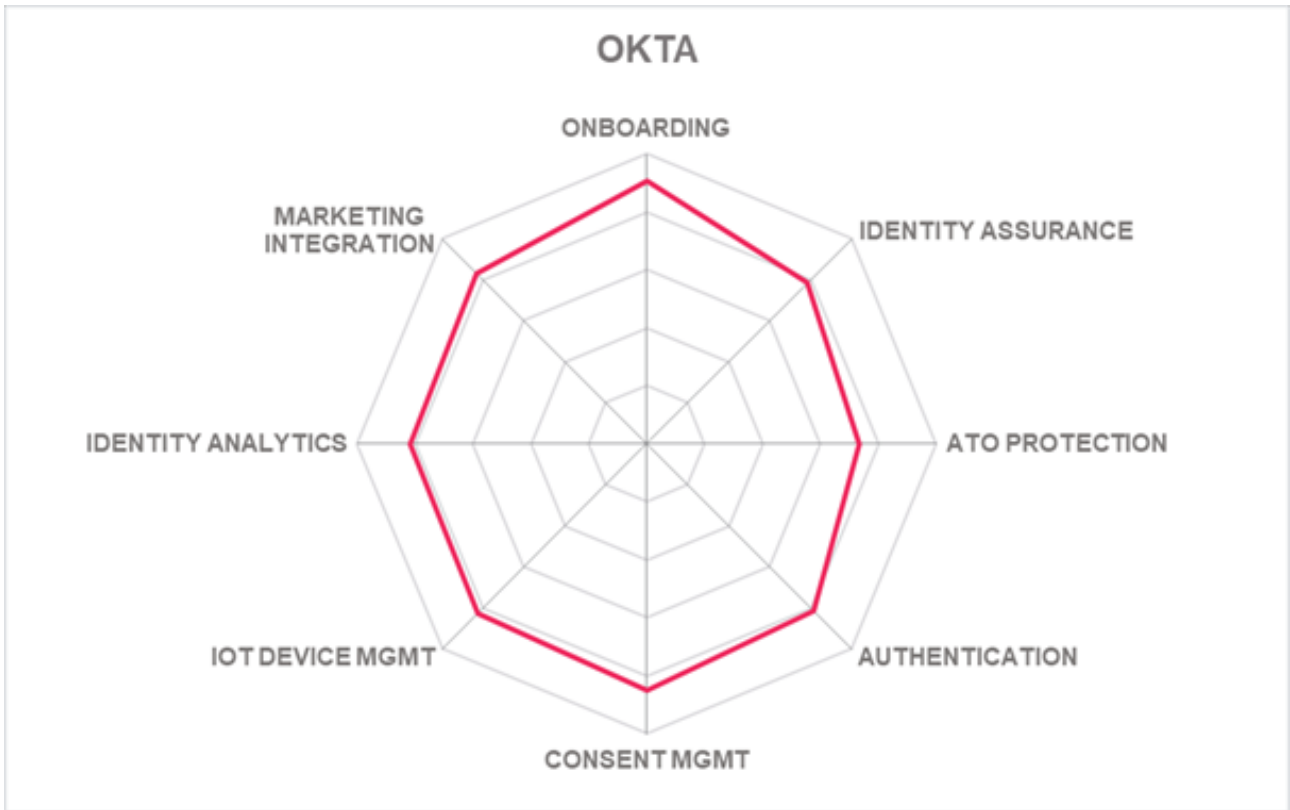 OKTA
ONBOARDING
MARKETING
INTEGRATION
IDENTITY ASSURANCE
IDENTITY ANALYTICS
ATO PROTECTION
IOT DEVICE MGMT
AUTHENTICATION
CONSENT MGMT